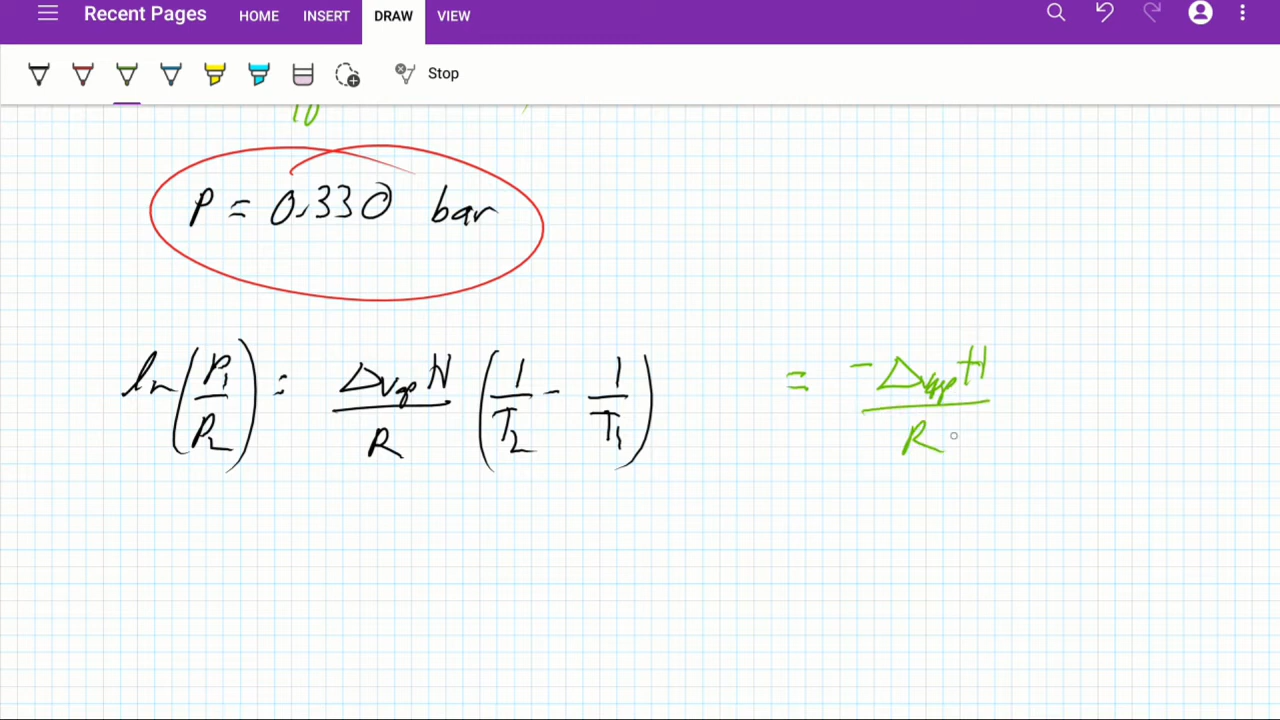 Recent Pages HOME INSERT DRAW VIEW
Stop
10
P = 0.330 bar
ln(P₁/P₂) = ΔvapH/R (1/T₂ - 1/T₁) = -ΔvapH/R